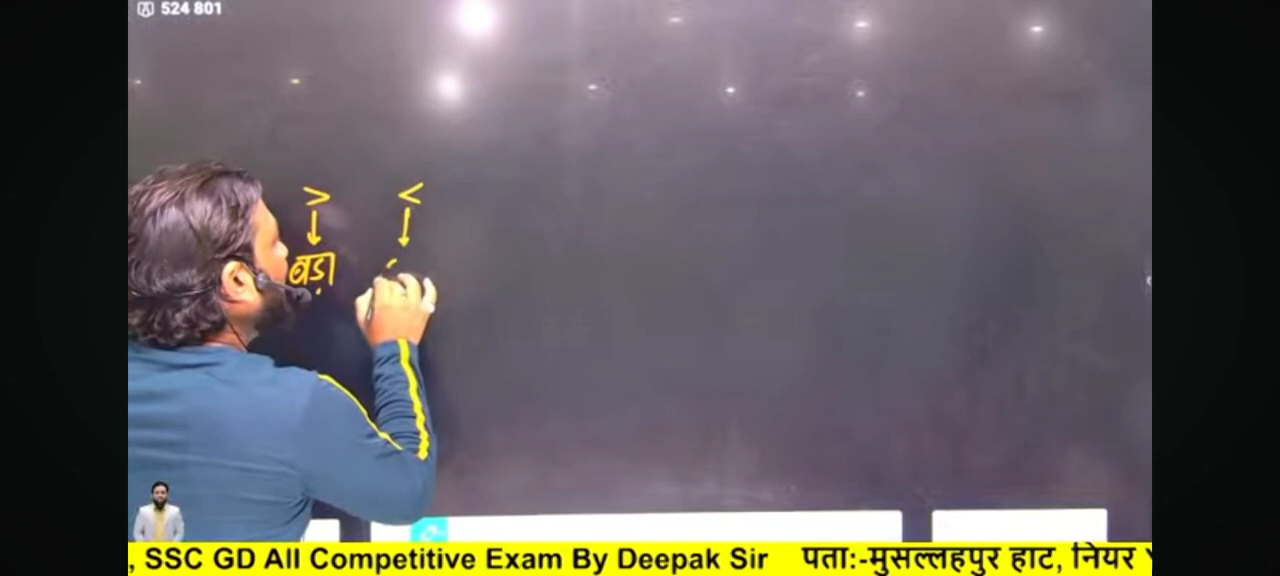 524 801
> <
↓ ↓
बड़ा
, SSC GD All Competitive Exam By Deepak Sir पता:-मुसल्लहपुर हाट, नियर